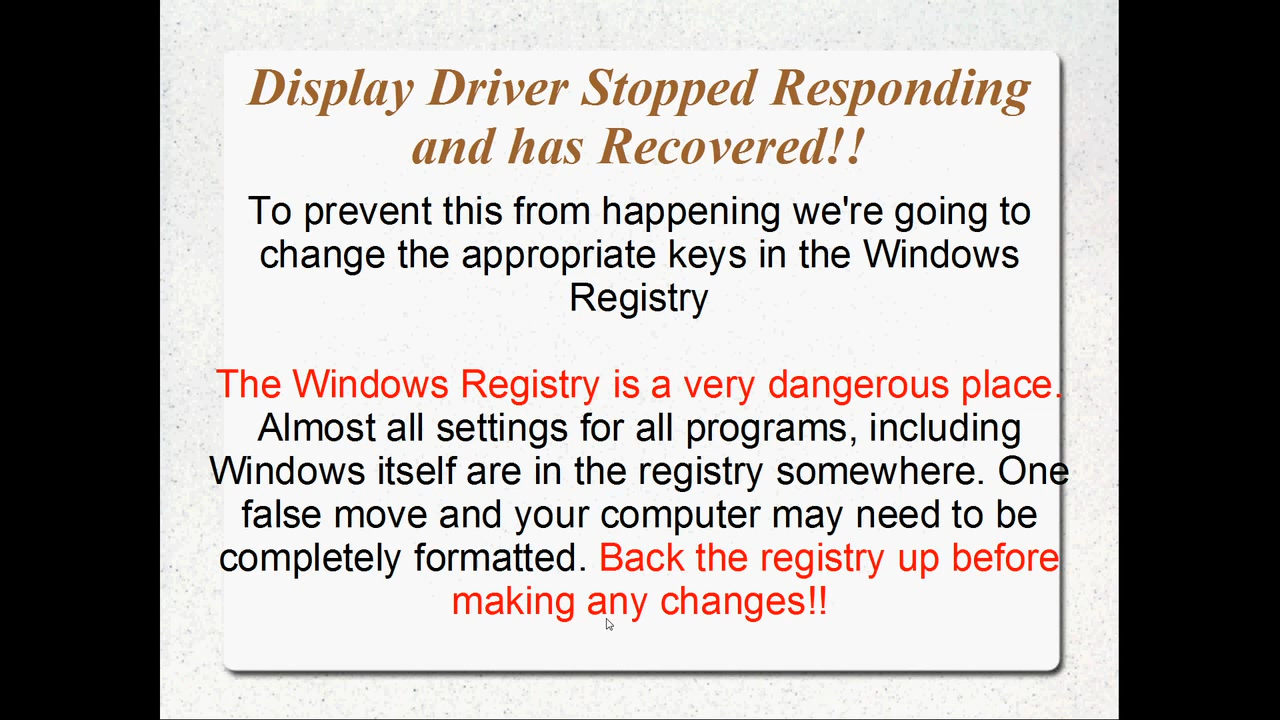 Display Driver Stopped Responding
and has Recovered!!
To prevent this from happening we're going to
change the appropriate keys in the Windows
Registry
The Windows Registry is a very dangerous place.
Almost all settings for all programs, including
Windows itself are in the registry somewhere. One
false move and your computer may need to be
completely formatted. Back the registry up before
making any changes!!